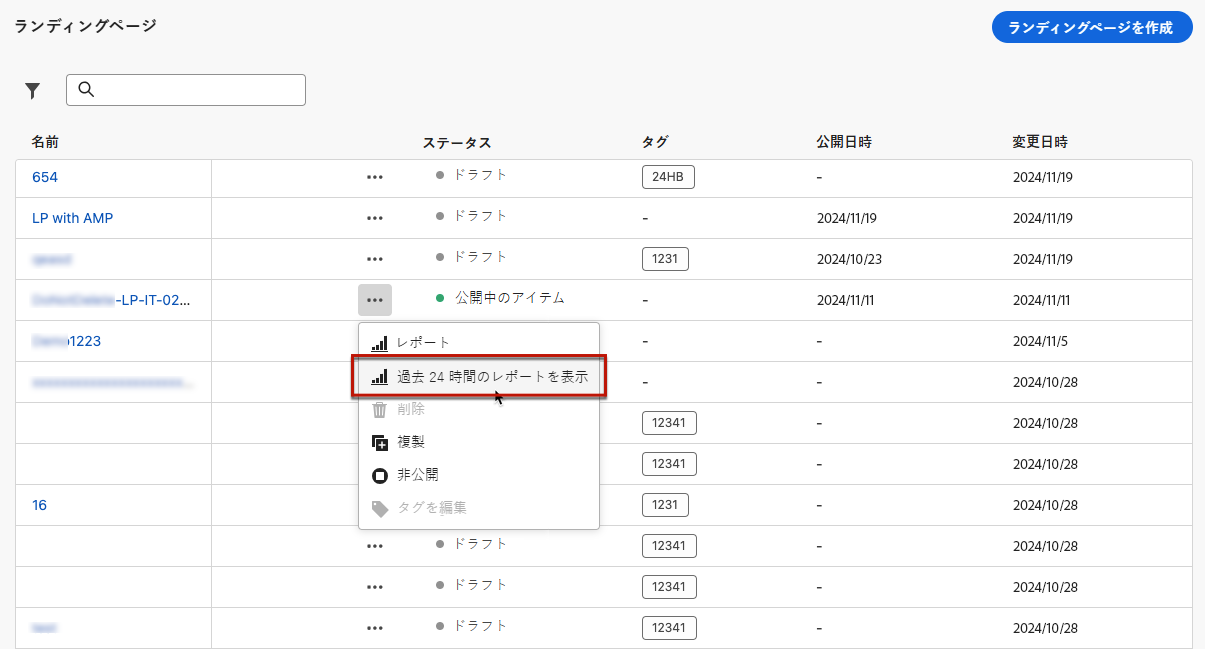 ランディングページ
ランディングページを作成
名前 ステータス タグ 公開日時 変更日時
654 ドラフト 24HB - 2024/11/19
LP with AMP ドラフト - 2024/11/19 2024/11/19
ドラフト 1231 2024/10/23 2024/11/19
-LP-IT-02... 公開中のアイテム - 2024/11/11 2024/11/11
1223 - - 2024/11/5
- - 2024/10/28
12341 - 2024/10/28
12341 - 2024/10/28
16 1231 - 2024/10/28
ドラフト 12341 - 2024/10/28
ドラフト 12341 - 2024/10/28
ドラフト 12341 - 2024/10/28
レポート
過去 24 時間のレポートを表示
削除
複製
非公開
タグを編集